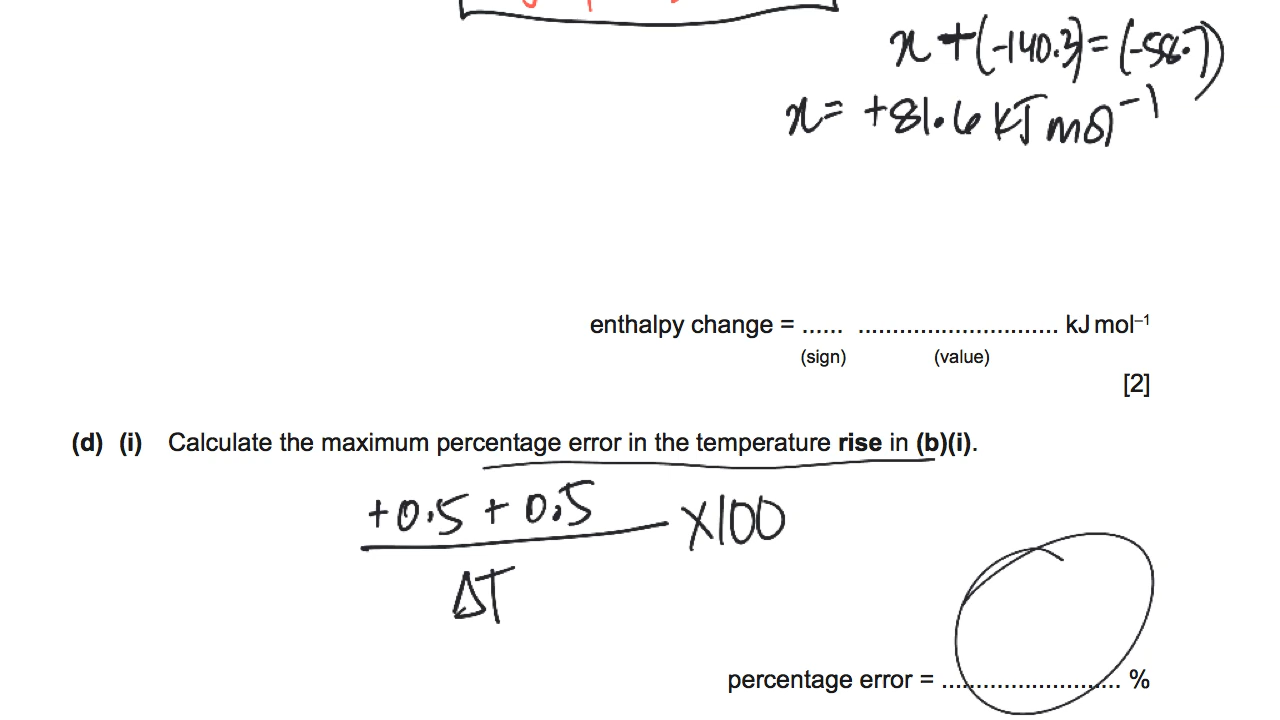 x + (-140.3) = (-58.7)
x = +81.6 kJ mol⁻¹
enthalpy change = ...... ............................. kJ mol⁻¹
(sign) (value)
[2]
(d) (i) Calculate the maximum percentage error in the temperature rise in (b)(i).
+0.5 + 0.5
×100
ΔT
percentage error = .......................... %